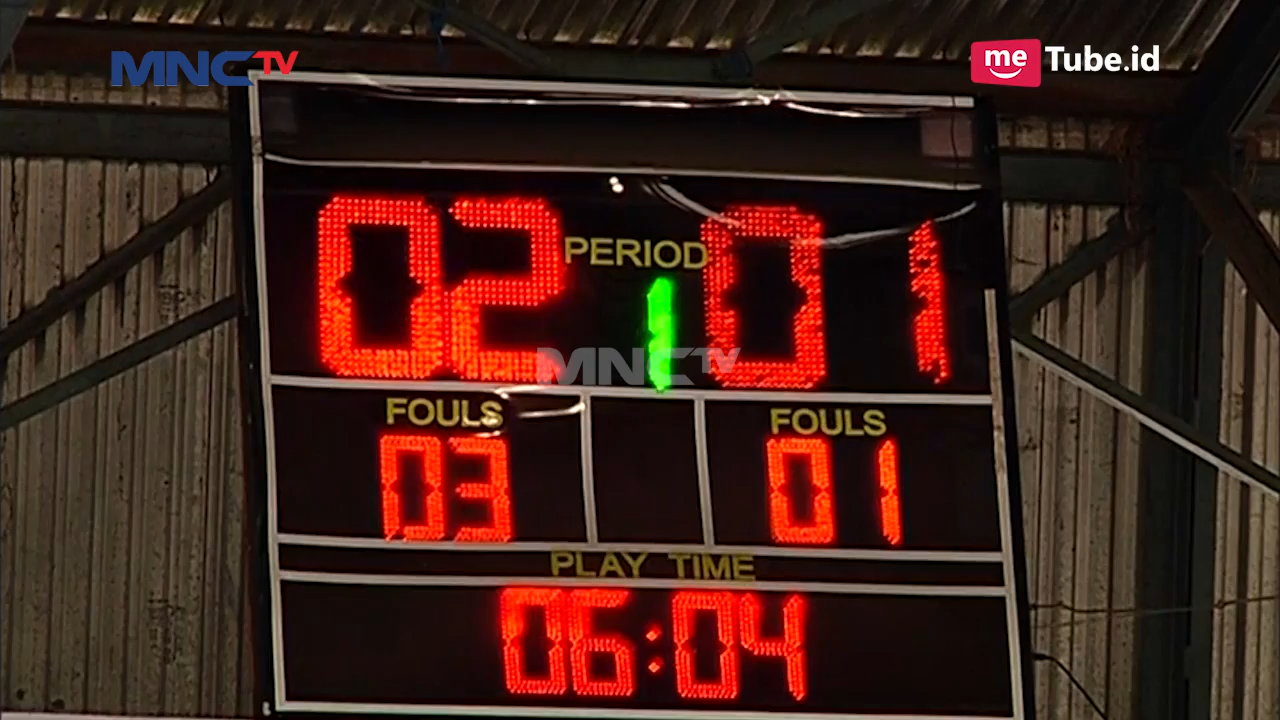 MNCTV
me Tube.id
02 PERIOD 01
1
MNCTV
FOULS FOULS
03 01
PLAY TIME
06:04